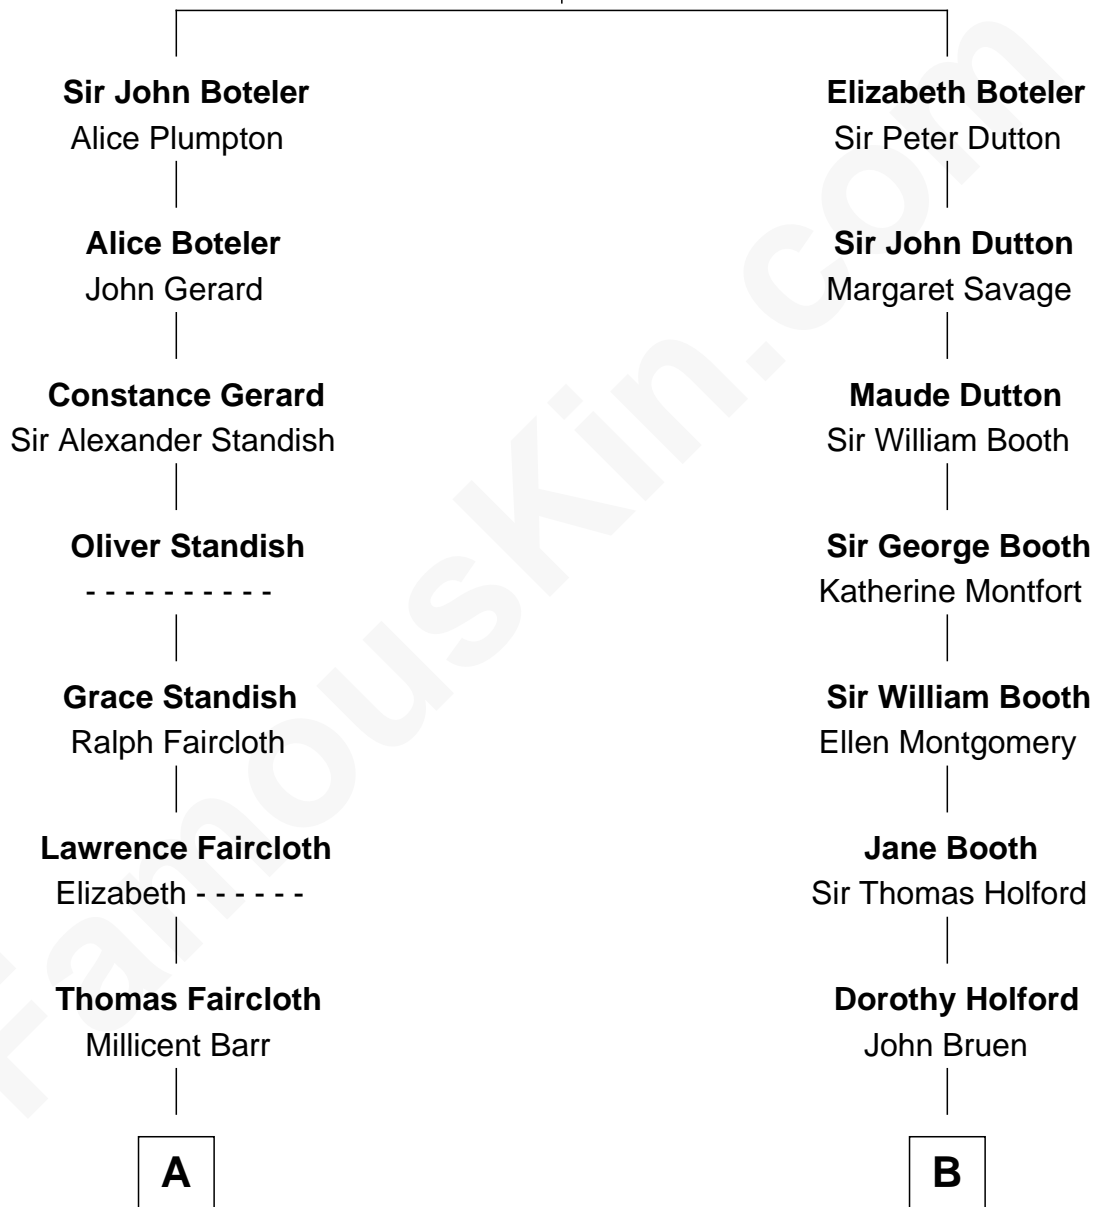 Sir John Boteler
Alice Plumpton
Alice Boteler
John Gerard
Constance Gerard
Sir Alexander Standish
Oliver Standish
- - - - - - - - - -
Grace Standish
Ralph Faircloth
Lawrence Faircloth
Elizabeth - - - - - -
Thomas Faircloth
Millicent Barr
A
Elizabeth Boteler
Sir Peter Dutton
Sir John Dutton
Margaret Savage
Maude Dutton
Sir William Booth
Sir George Booth
Katherine Montfort
Sir William Booth
Ellen Montgomery
Jane Booth
Sir Thomas Holford
Dorothy Holford
John Bruen
B
FamousKin.com